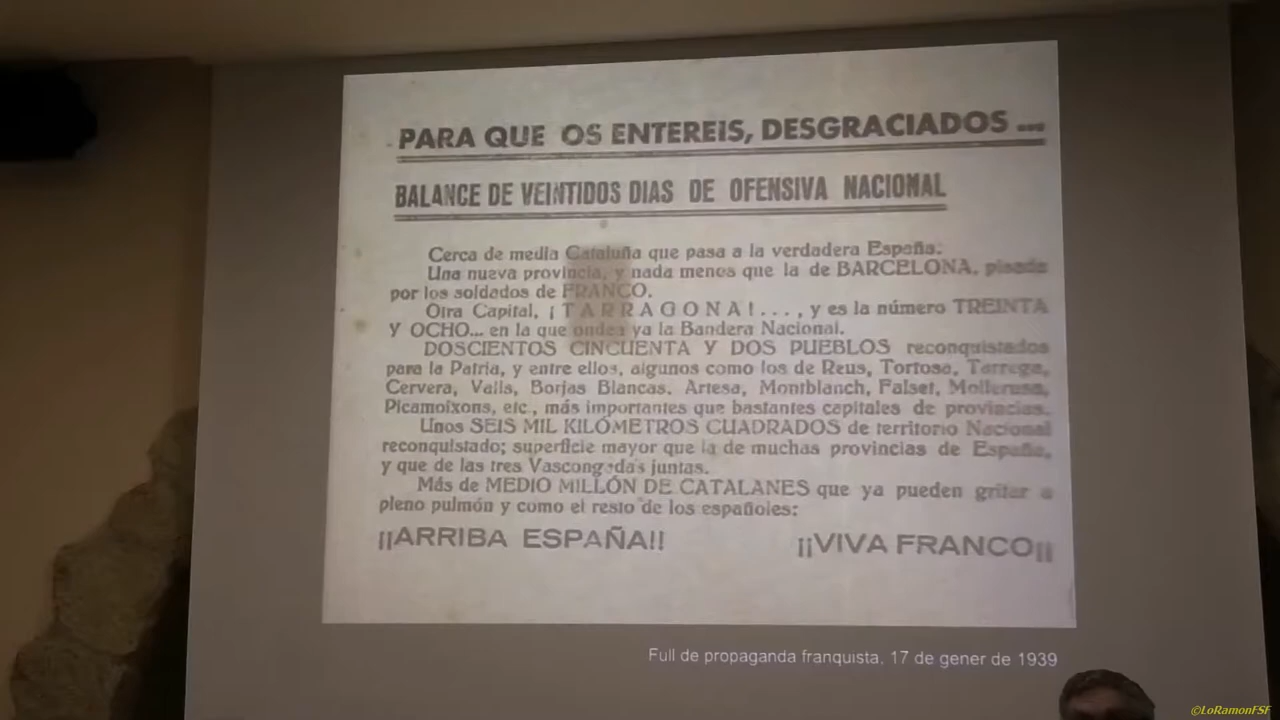 PARA QUE OS ENTEREIS, DESGRACIADOS ...
BALANCE DE VEINTIDOS DIAS DE OFENSIVA NACIONAL
Cerca de media Cataluña que pasa a la verdadera España.
Una nueva provincia, y nada menos que la de BARCELONA, pisada
por los soldados de FRANCO.
Otra Capital, ¡TARRAGONA!..., y es la número TREINTA
Y OCHO... en la que ondea ya la Bandera Nacional.
DOSCIENTOS CINCUENTA Y DOS PUEBLOS reconquistados
para la Patria, y entre ellos, algunos como los de Reus, Tortosa, Tarrega,
Cervera, Valls, Borjas Blancas, Artesa, Montblanch, Falset, Mollerusa,
Picamoixons, etc., más importantes que bastantes capitales de provincias.
Unos SEIS MIL KILÓMETROS CUADRADOS de territorio Nacional
reconquistado; superficie mayor que la de muchas provincias de España,
y que de las tres Vascongadas juntas.
Más de MEDIO MILLÓN DE CATALANES que ya pueden gritar a
pleno pulmón y como el resto de los españoles:
¡¡ARRIBA ESPAÑA!! ¡¡VIVA FRANCO¡¡
Full de propaganda franquista, 17 de gener de 1939
©LoRamonFSF